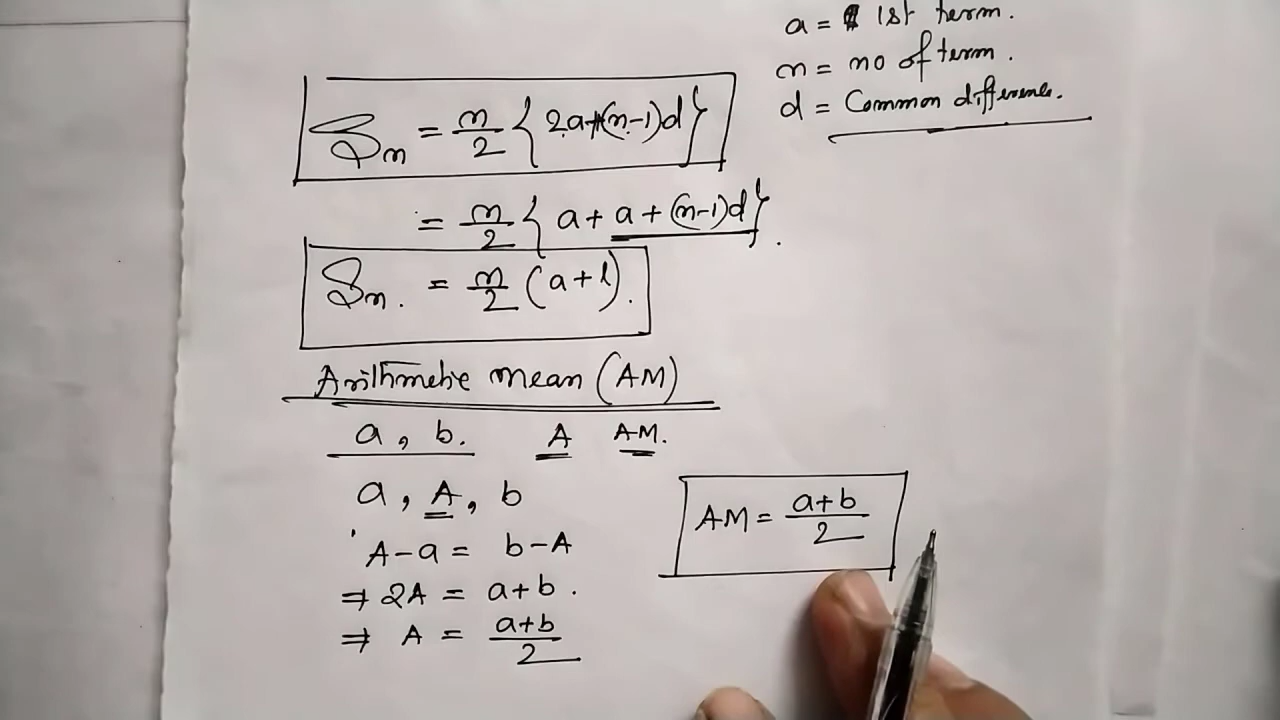 a = 1st term.
n = no of term.
d = Common difference.
Sn = n/2 { 2a+(n-1)d}
= n/2 { a + a + (n-1)d}.
Sn. = n/2 (a+l).
Arithmetic mean (AM)
a, b. A AM.
a, A, b
A-a = b-A
⇒ 2A = a+b.
⇒ A = a+b/2
AM = a+b/2